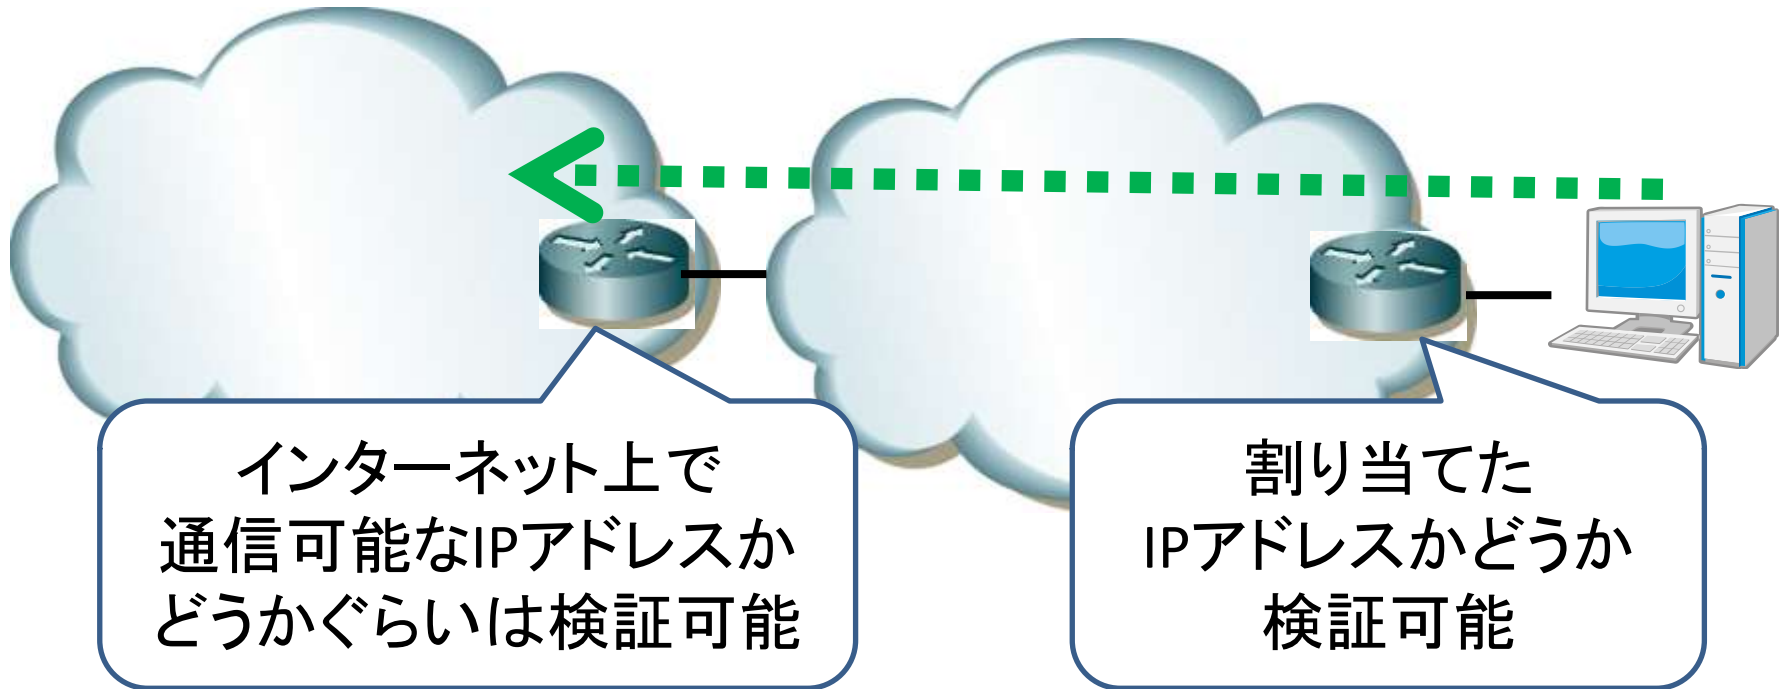 インターネット上で
通信可能なIPアドレスか
どうかぐらいは検証可能
割り当てた
IPアドレスかどうか
検証可能